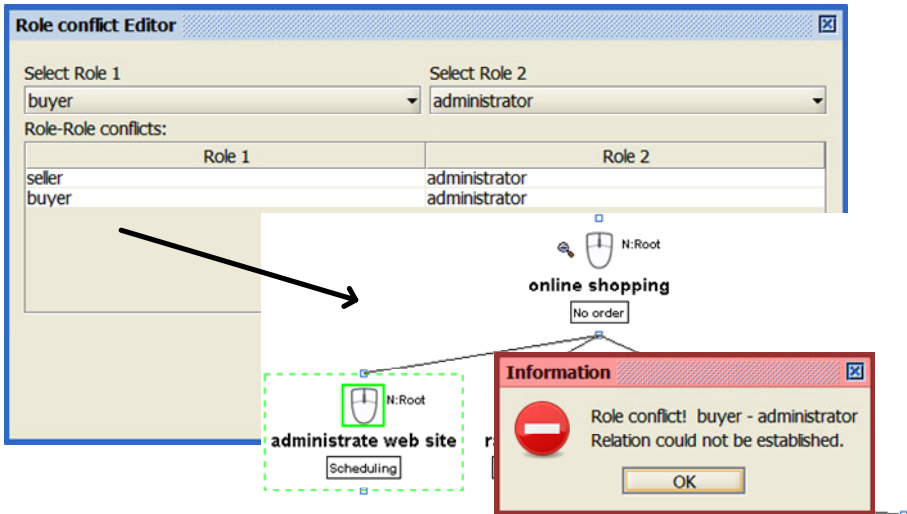 Role conflict Editor
Select Role 1 Select Role 2
buyer administrator
Role-Role conflicts:
Role 1 Role 2
seller administrator
buyer administrator
N:Root
online shopping
No order
Information
Role conflict! buyer - administrator
Relation could not be established.
OK
N:Root
administrate web site
Scheduling